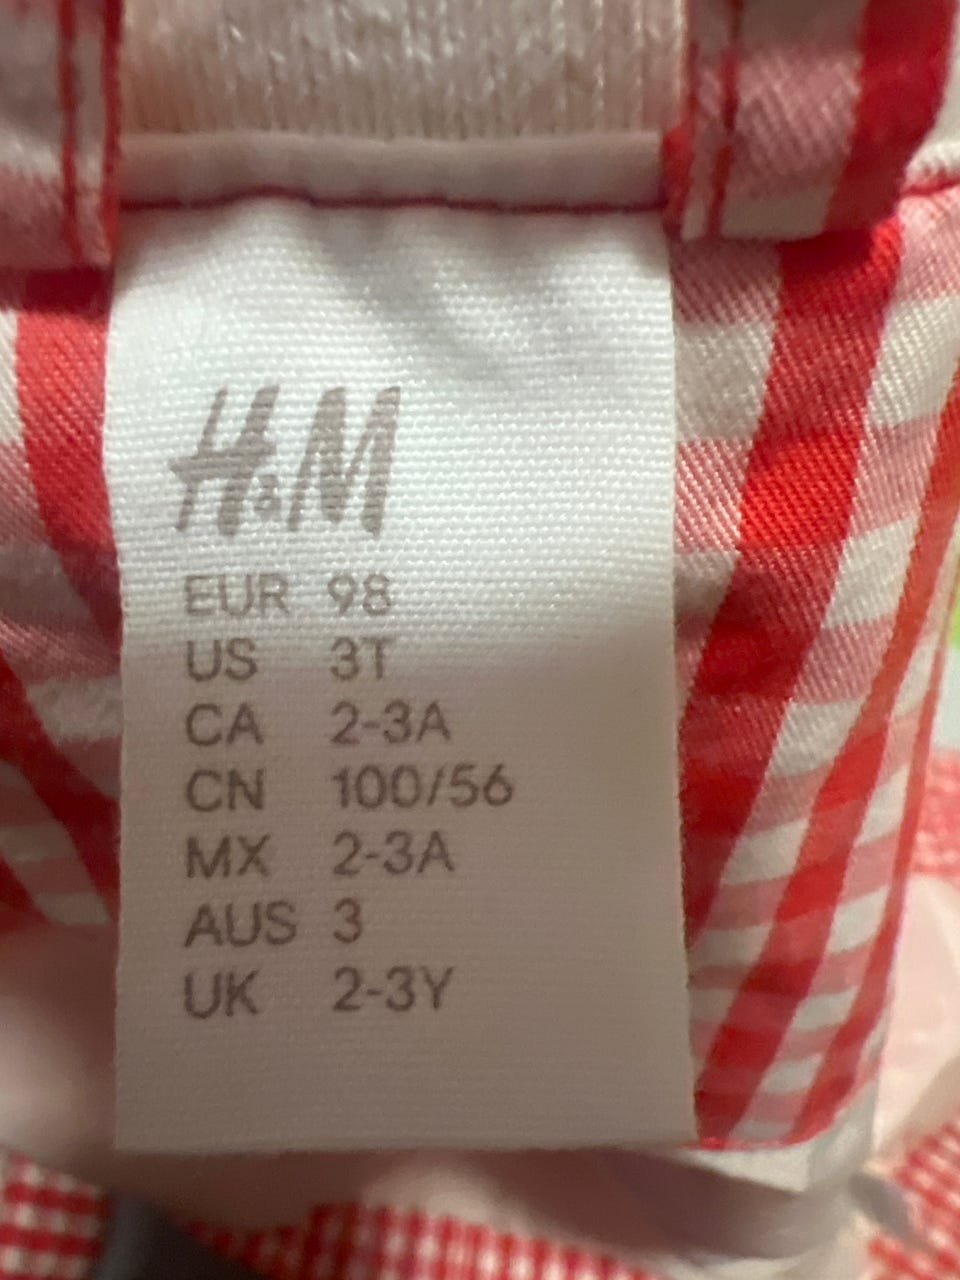 H&M
EUR 98
US 3T
CA 2-3A
CN 100/56
MX 2-3A
AUS 3
UK 2-3Y